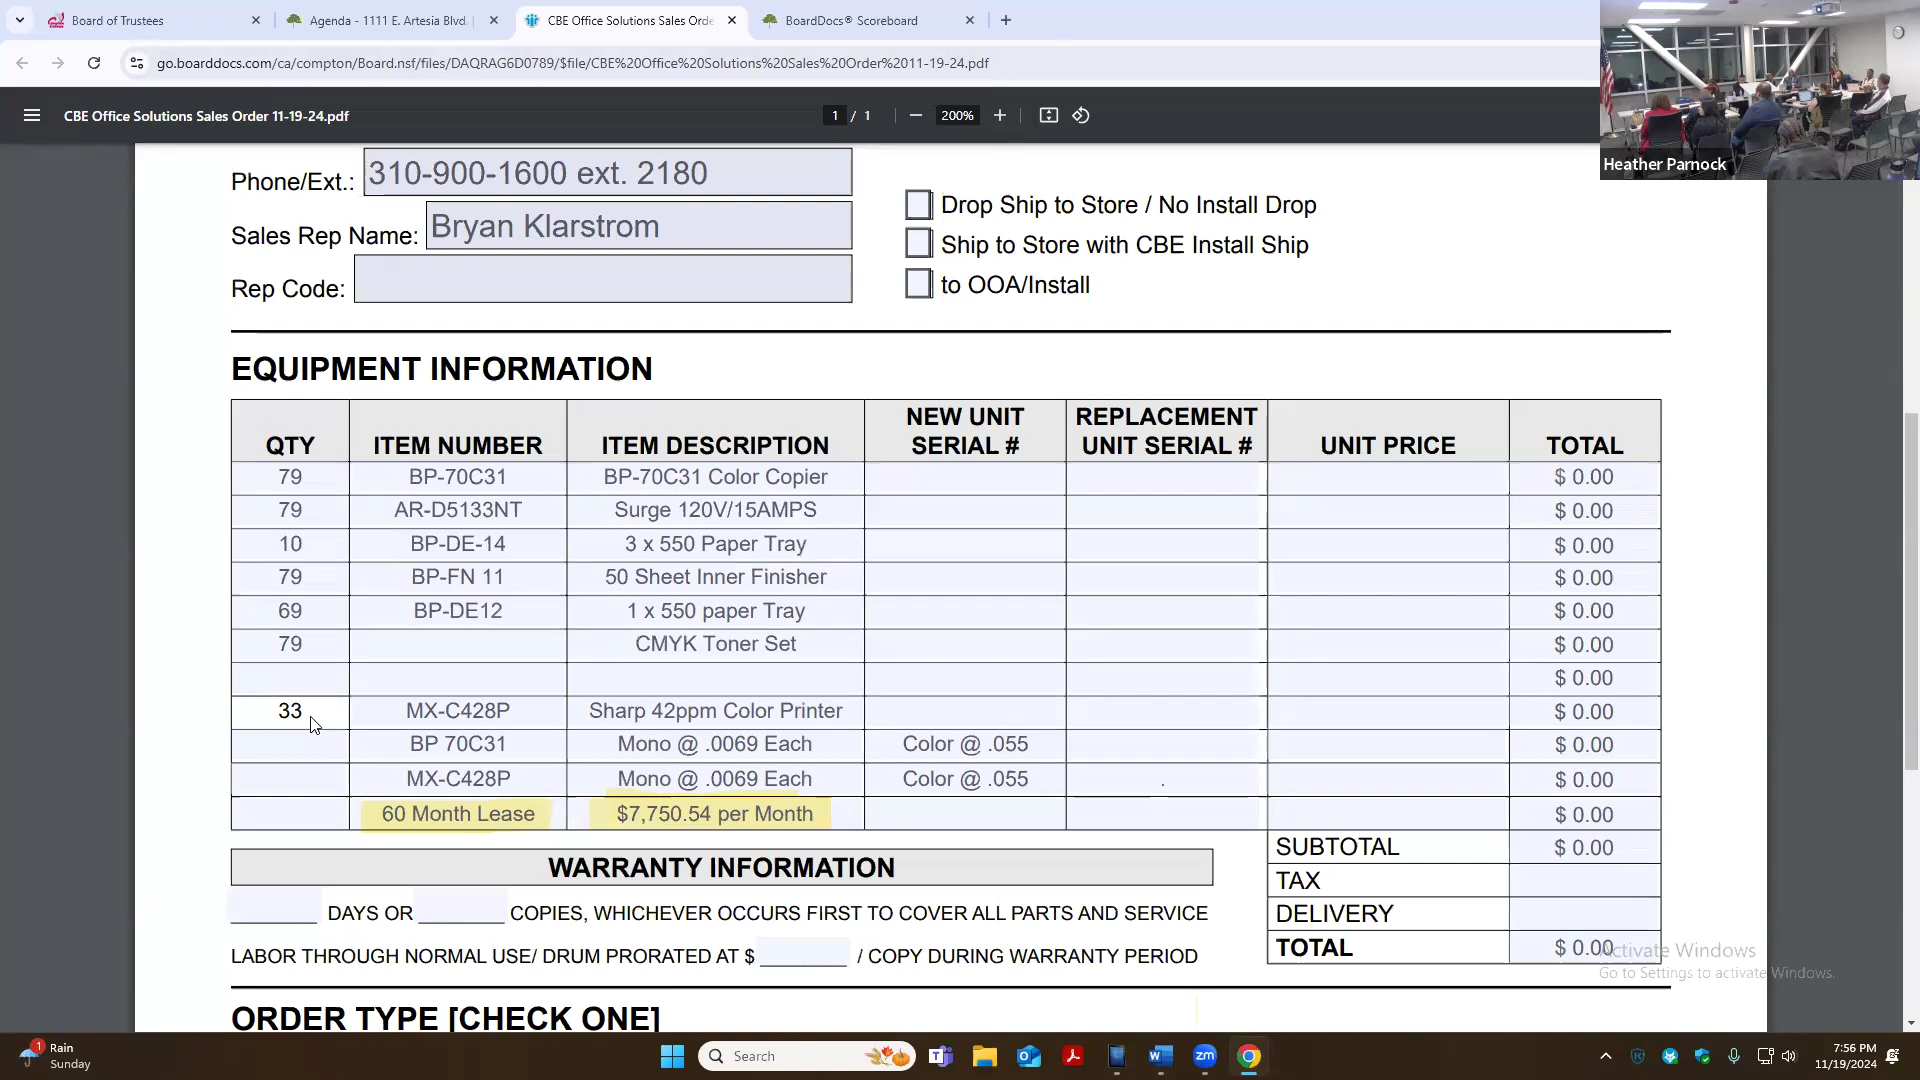 Board of Trustees
Agenda - 1111 E. Artesia Blvd.
CBE Office Solutions Sales Orde
BoardDocs® Scoreboard
go.boarddocs.com/ca/compton/Board.nsf/files/DAQRAG6D0789/$file/CBE%20Office%20Solutions%20Sales%20Order%2011-19-24.pdf
CBE Office Solutions Sales Order 11-19-24.pdf
1 / 1
200%
Heather Parnock
Phone/Ext.: 310-900-1600 ext. 2180
Sales Rep Name: Bryan Klarstrom
Rep Code:
Drop Ship to Store / No Install Drop
Ship to Store with CBE Install Ship
to OOA/Install
EQUIPMENT INFORMATION
QTY ITEM NUMBER ITEM DESCRIPTION NEW UNIT SERIAL # REPLACEMENT UNIT SERIAL # UNIT PRICE TOTAL
79 BP-70C31 BP-70C31 Color Copier $ 0.00
79 AR-D5133NT Surge 120V/15AMPS $ 0.00
10 BP-DE-14 3 x 550 Paper Tray $ 0.00
79 BP-FN 11 50 Sheet Inner Finisher $ 0.00
69 BP-DE12 1 x 550 paper Tray $ 0.00
79 CMYK Toner Set $ 0.00
$ 0.00
33 MX-C428P Sharp 42ppm Color Printer $ 0.00
BP 70C31 Mono @ .0069 Each Color @ .055 $ 0.00
MX-C428P Mono @ .0069 Each Color @ .055 . $ 0.00
60 Month Lease $7,750.54 per Month $ 0.00
SUBTOTAL $ 0.00
TAX
DELIVERY
TOTAL $ 0.00
WARRANTY INFORMATION
DAYS OR COPIES, WHICHEVER OCCURS FIRST TO COVER ALL PARTS AND SERVICE
LABOR THROUGH NORMAL USE/ DRUM PRORATED AT $ / COPY DURING WARRANTY PERIOD
ORDER TYPE [CHECK ONE]
Activate Windows
Go to Settings to activate Windows.
1
Rain
Sunday
Search
zm
7:56 PM
11/19/2024